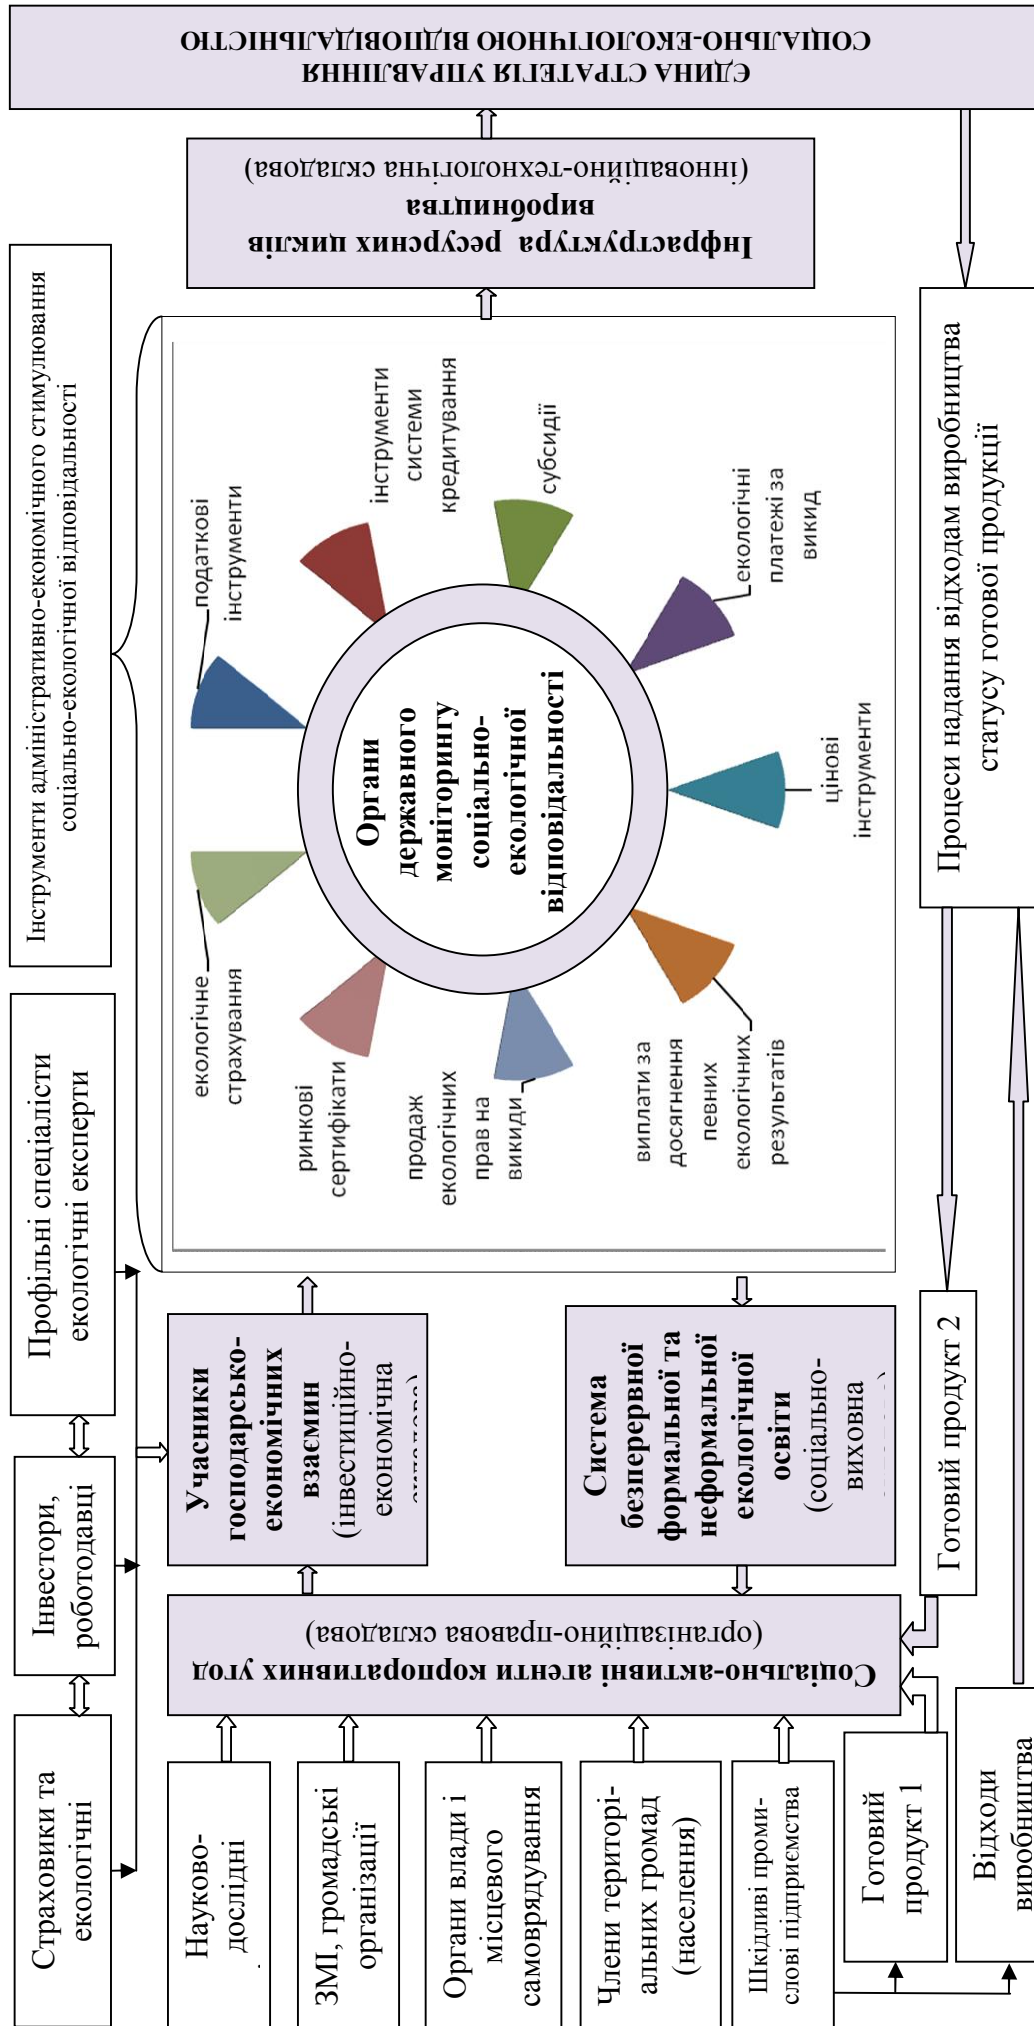 Страховики та
екологічні
Інвестори,
роботодавці
Профільні спеціалісти
екологічні експерти
Інструменти адміністративно-економічного стимулювання
соціально-екологічної відповідальності
Науково-
дослідні
ЗМІ, громадські
організації
Органи влади і
місцевого
самоврядування
Члени територі-
альних громад
(населення)
Шкідливі проми-
слові підприємства
Соціально-активні агенти корпоративних угод
(організаційно-правова складова)
Учасники
господарсько-
економічних
взаємин
(інвестиційно-
економічна
складова)
Система
безперервної
формальної та
неформальної
екологічної
освіти
(соціально-
виховна
екологічне
страхування
податкові
інструменти
ринкові
сертифікати
інструменти
системи
кредитування
продаж
екологічних
прав на
викиди
субсидії
виплати за
досягнення
певних
екологічних
результатів
екологічні
платежі за
викид
цінові
інструменти
Органи
державного
моніторингу
соціально-
екологічної
відповідальності
Інфраструктура ресурсних циклів
виробництва
(інноваційно-технологічна складова)
ЄДИНА СТРАТЕГІЯ УПРАВЛІННЯ
СОЦІАЛЬНО-ЕКОЛОГІЧНОЮ ВІДПОВІДАЛЬНІСТЮ
Готовий
продукт 1
Готовий продукт 2
Процеси надання відходам виробництва
статусу готової продукції
Відходи
виробництва